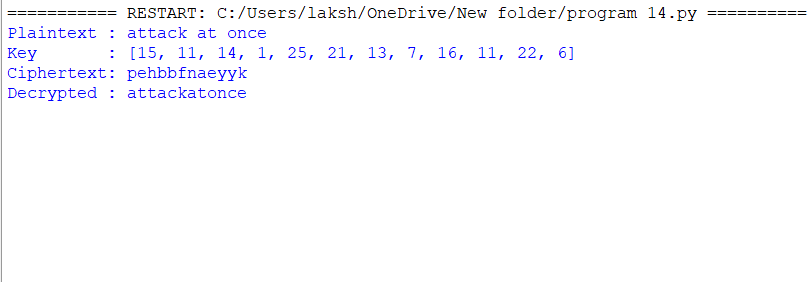 =========== RESTART: C:/Users/laksh/OneDrive/New folder/program 14.py ==========
Plaintext : attack at once
Key       : [15, 11, 14, 1, 25, 21, 13, 7, 16, 11, 22, 6]
Ciphertext: pehbbfnaeyyk
Decrypted : attackatonce